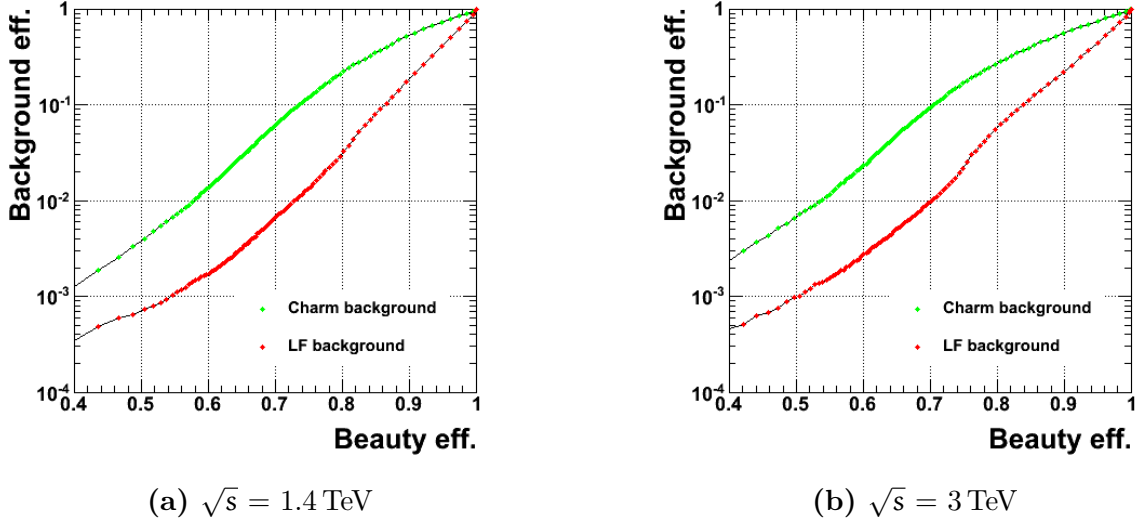 Background eff.
1
10⁻¹
10⁻²
10⁻³
10⁻⁴
0.4 0.5 0.6 0.7 0.8 0.9 1
Beauty eff.
Charm background
LF background
(a) √s = 1.4 TeV
Background eff.
1
10⁻¹
10⁻²
10⁻³
10⁻⁴
0.4 0.5 0.6 0.7 0.8 0.9 1
Beauty eff.
Charm background
LF background
(b) √s = 3 TeV